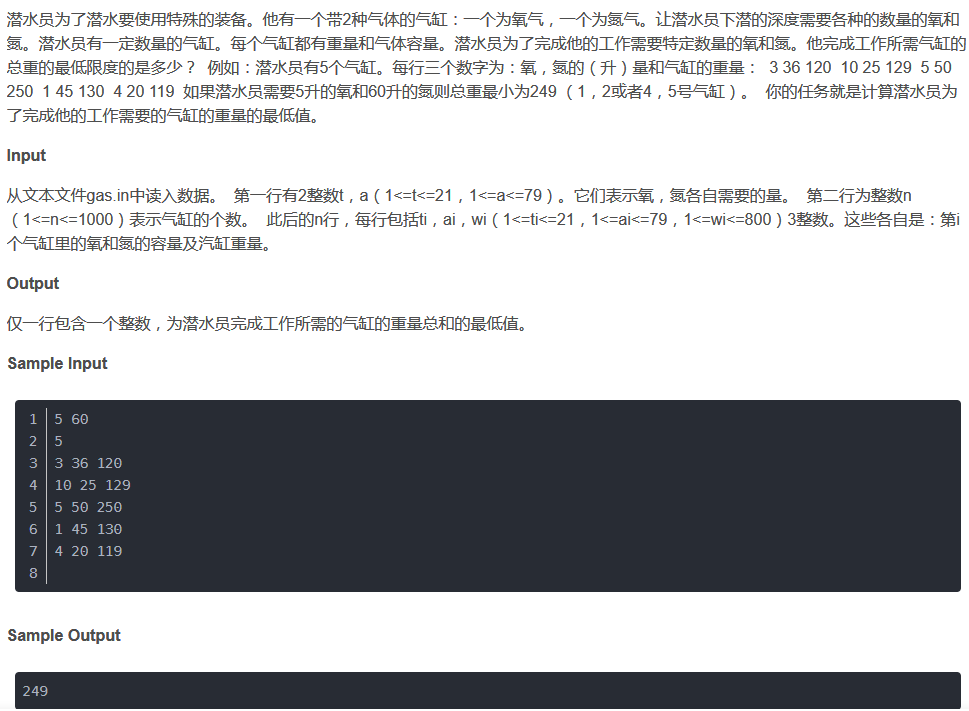 潜水员为了潜水要使用特殊的装备。他有一个带2种气体的气缸：一个为氧气，一个为氮气。让潜水员下潜的深度需要各种的数量的氧和
氮。潜水员有一定数量的气缸。每个气缸都有重量和气体容量。潜水员为了完成他的工作需要特定数量的氧和氮。他完成工作所需气缸的
总重的最低限度的是多少？ 例如：潜水员有5个气缸。每行三个数字为：氧，氮的（升）量和气缸的重量： 3 36 120 10 25 129 5 50
250 1 45 130 4 20 119 如果潜水员需要5升的氧和60升的氮则总重最小为249（1，2或者4，5号气缸）。 你的任务就是计算潜水员为
了完成他的工作需要的气缸的重量的最低值。
Input
从文本文件gas.in中读入数据。 第一行有2整数t，a（1<=t<=21，1<=a<=79）。它们表示氧，氮各自需要的量。 第二行为整数n
（1<=n<=1000）表示气缸的个数。 此后的n行，每行包括ti，ai，wi（1<=ti<=21，1<=ai<=79，1<=wi<=800）3整数。这些各自是：第i
个气缸里的氧和氮的容量及汽缸重量。
Output
仅一行包含一个整数，为潜水员完成工作所需的气缸的重量总和的最低值。
Sample Input
1 5 60
2 5
3 3 36 120
4 10 25 129
5 5 50 250
6 1 45 130
7 4 20 119
8
Sample Output
249